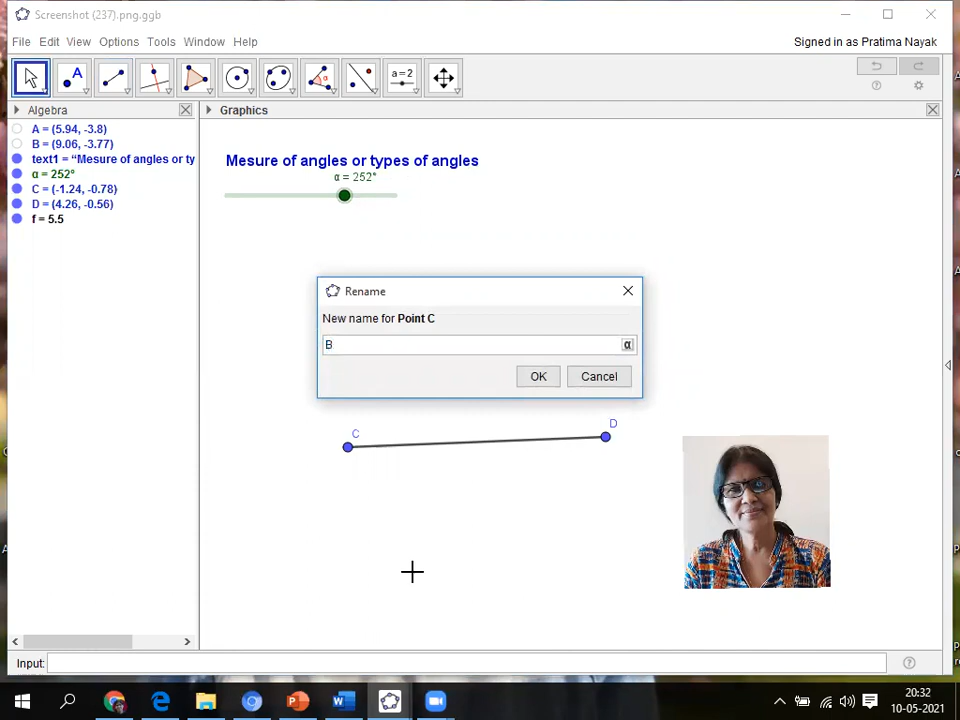 Screenshot (237).png.ggb
File Edit View Options Tools Window Help
Signed in as Pratima Nayak
A
α
a = 2
Algebra
Graphics
A = (5.94, -3.8)
B = (9.06, -3.77)
text1 = “Mesure of angles or ty
α = 252°
C = (-1.24, -0.78)
D = (4.26, -0.56)
f = 5.5
Mesure of angles or types of angles
α = 252°
Rename
New name for Point C
B
α
OK Cancel
C
D
Input:
20:32
10-05-2021